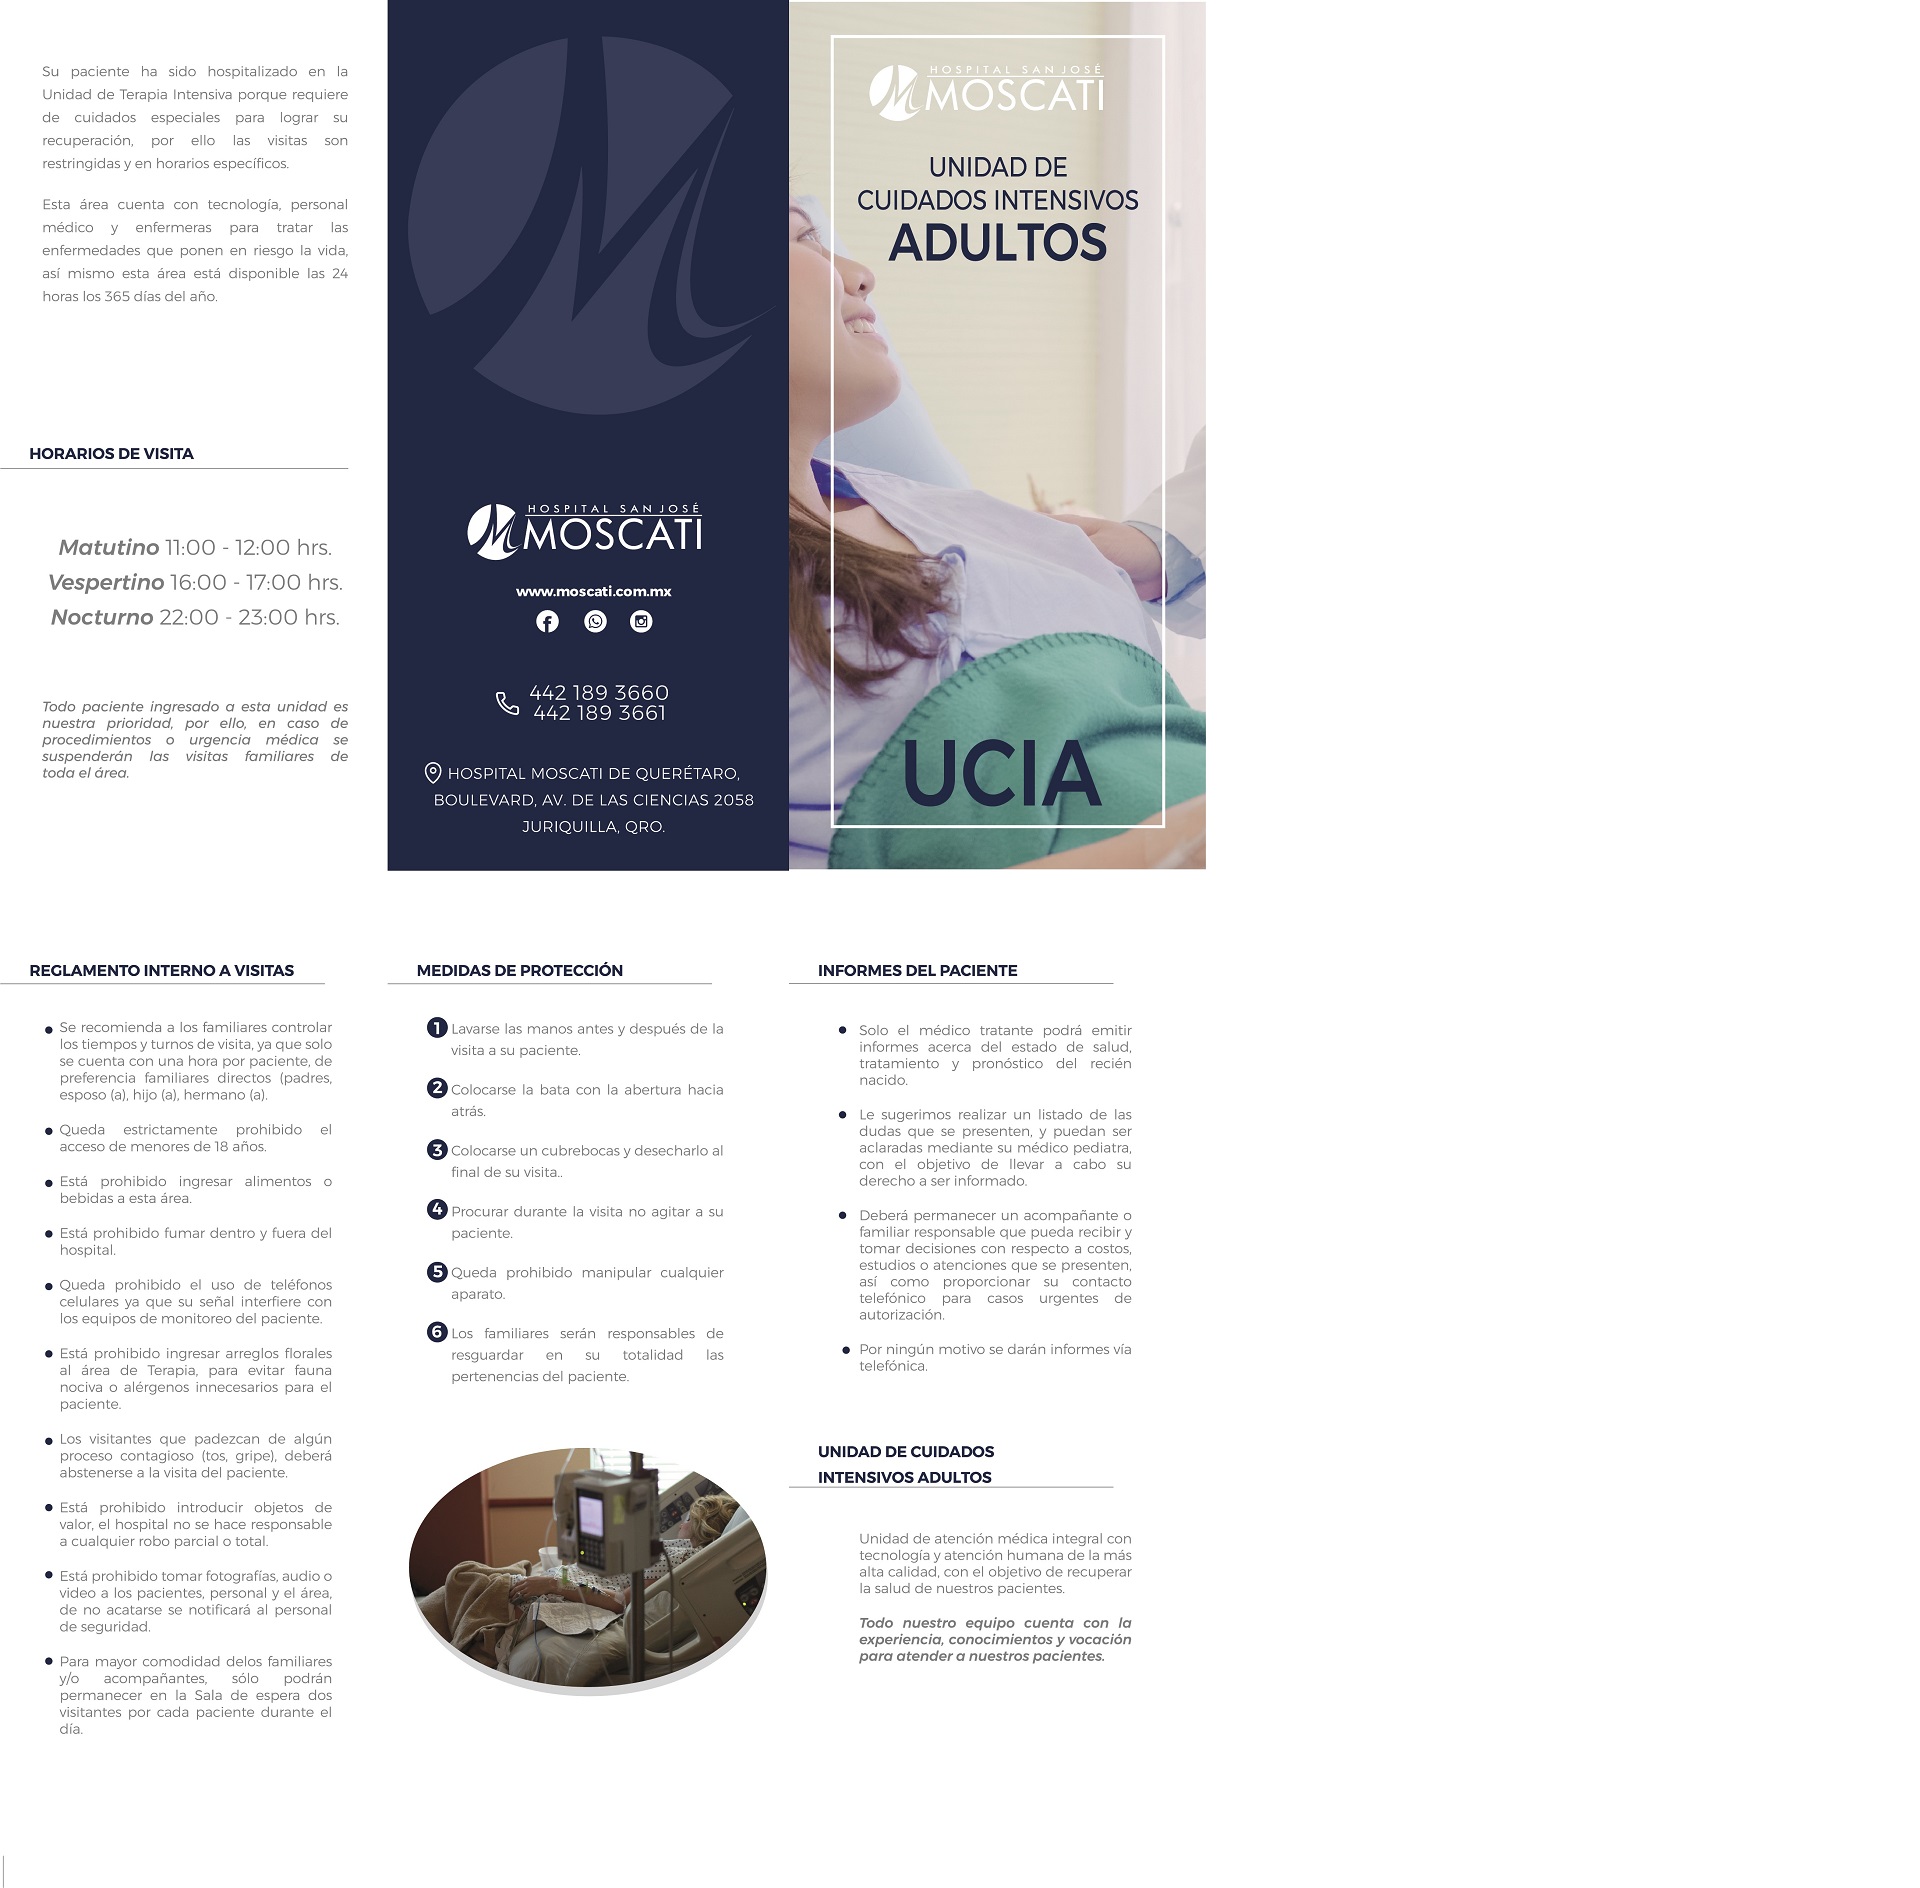 Su paciente ha sido hospitalizado en la
Unidad de Terapia Intensiva porque requiere
de cuidados especiales para lograr su
recuperación, por ello las visitas son
restringidas y en horarios específicos.
Esta área cuenta con tecnología, personal
médico y enfermeras para tratar las
enfermedades que ponen en riesgo la vida,
así mismo esta área está disponible las 24
horas los 365 días del año.
HORARIOS DE VISITA
Matutino 11:00 - 12:00 hrs.
Vespertino 16:00 - 17:00 hrs.
Nocturno 22:00 - 23:00 hrs.
Todo paciente ingresado a esta unidad es
nuestra prioridad, por ello, en caso de
procedimientos o urgencia médica se
suspenderán las visitas familiares de
toda el área.
HOSPITAL SAN JOSÉ
MOSCATI
www.moscati.com.mx
442 189 3660
442 189 3661
HOSPITAL MOSCATI DE QUERÉTARO,
BOULEVARD, AV. DE LAS CIENCIAS 2058
JURIQUILLA, QRO.
HOSPITAL SAN JOSÉ
MOSCATI
UNIDAD DE
CUIDADOS INTENSIVOS
ADULTOS
UCIA
REGLAMENTO INTERNO A VISITAS
Se recomienda a los familiares controlar
los tiempos y turnos de visita, ya que solo
se cuenta con una hora por paciente, de
preferencia familiares directos (padres,
esposo (a), hijo (a), hermano (a).
Queda estrictamente prohibido el
acceso de menores de 18 años.
Está prohibido ingresar alimentos o
bebidas a esta área.
Está prohibido fumar dentro y fuera del
hospital.
Queda prohibido el uso de teléfonos
celulares ya que su señal interfiere con
los equipos de monitoreo del paciente.
Está prohibido ingresar arreglos florales
al área de Terapia, para evitar fauna
nociva o alérgenos innecesarios para el
paciente.
Los visitantes que padezcan de algún
proceso contagioso (tos, gripe), deberá
abstenerse a la visita del paciente.
Está prohibido introducir objetos de
valor, el hospital no se hace responsable
a cualquier robo parcial o total.
Está prohibido tomar fotografías, audio o
video a los pacientes, personal y el área,
de no acatarse se notificará al personal
de seguridad.
Para mayor comodidad delos familiares
y/o acompañantes, sólo podrán
permanecer en la Sala de espera dos
visitantes por cada paciente durante el
día.
MEDIDAS DE PROTECCIÓN
1 Lavarse las manos antes y después de la
visita a su paciente.
2 Colocarse la bata con la abertura hacia
atrás.
3 Colocarse un cubrebocas y desecharlo al
final de su visita..
4 Procurar durante la visita no agitar a su
paciente.
5 Queda prohibido manipular cualquier
aparato.
6 Los familiares serán responsables de
resguardar en su totalidad las
pertenencias del paciente.
INFORMES DEL PACIENTE
Solo el médico tratante podrá emitir
informes acerca del estado de salud,
tratamiento y pronóstico del recién
nacido.
Le sugerimos realizar un listado de las
dudas que se presenten, y puedan ser
aclaradas mediante su médico pediatra,
con el objetivo de llevar a cabo su
derecho a ser informado.
Deberá permanecer un acompañante o
familiar responsable que pueda recibir y
tomar decisiones con respecto a costos,
estudios o atenciones que se presenten,
así como proporcionar su contacto
telefónico para casos urgentes de
autorización.
Por ningún motivo se darán informes vía
telefónica.
UNIDAD DE CUIDADOS
INTENSIVOS ADULTOS
Unidad de atención médica integral con
tecnología y atención humana de la más
alta calidad, con el objetivo de recuperar
la salud de nuestros pacientes.
Todo nuestro equipo cuenta con la
experiencia, conocimientos y vocación
para atender a nuestros pacientes.